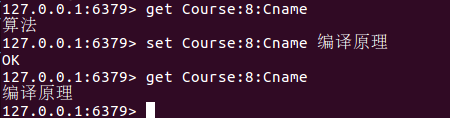 127.0.0.1:6379> get Course:8:Cname
算法
127.0.0.1:6379> set Course:8:Cname 编译原理
OK
127.0.0.1:6379> get Course:8:Cname
编译原理
127.0.0.1:6379>